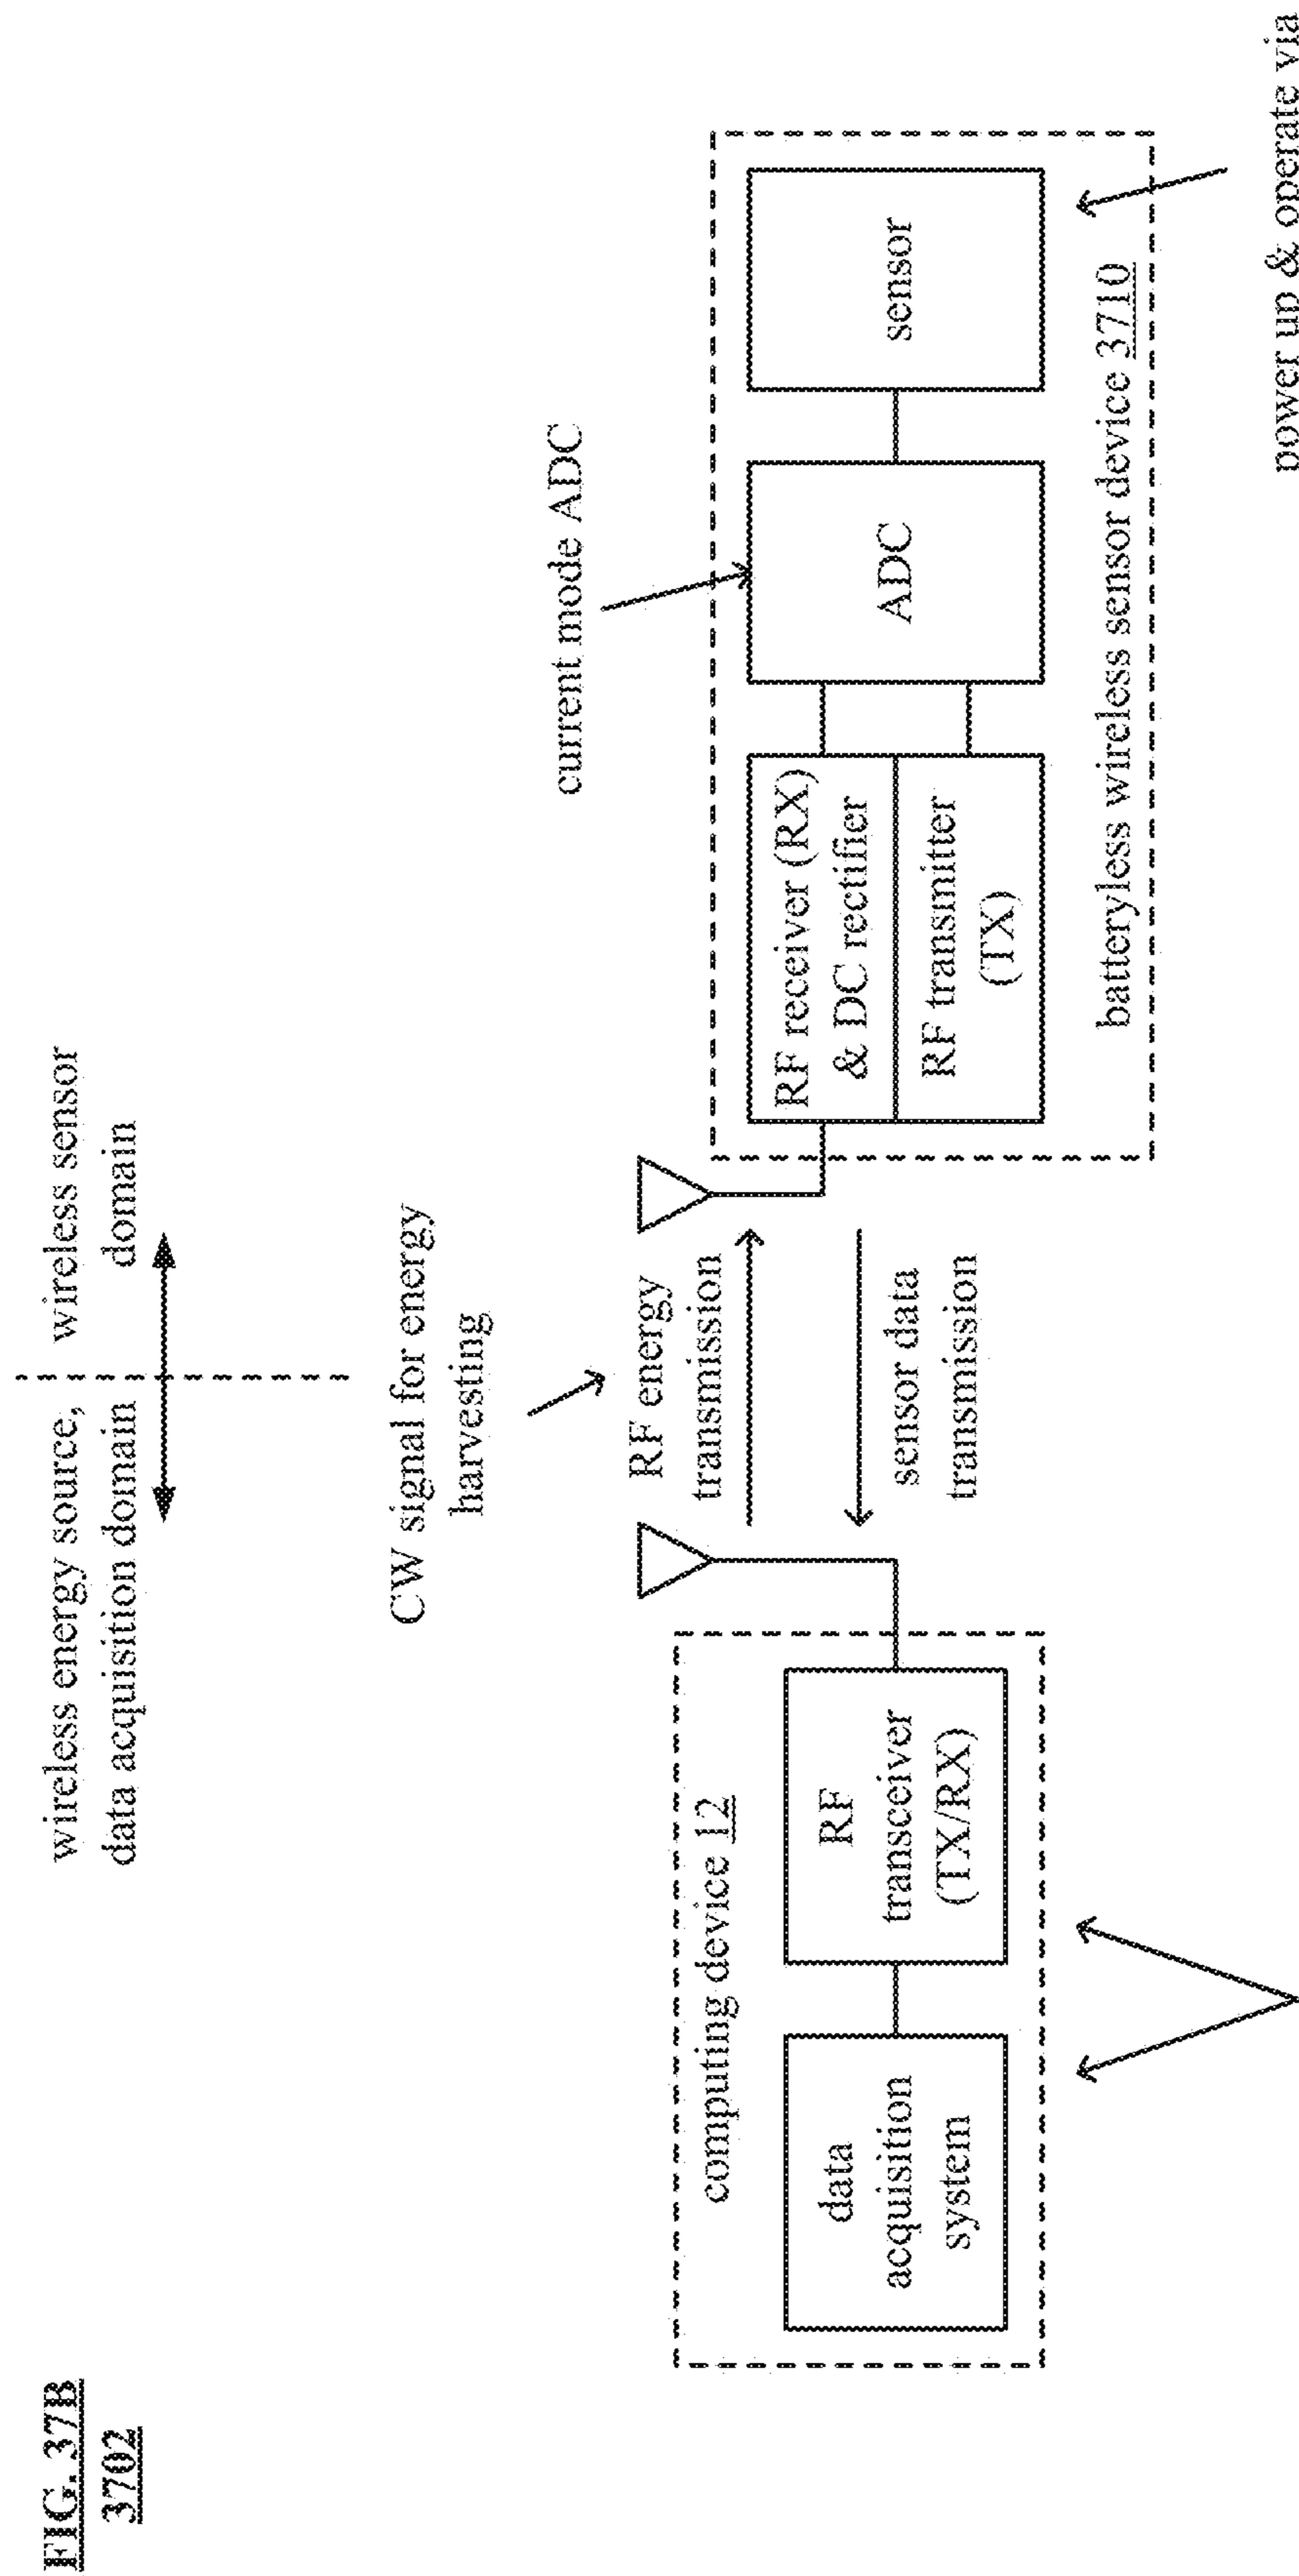 FIG. 37B
3702
wireless energy source,
data acquisition domain
wireless sensor
domain
CW signal for energy
harvesting
current mode ADC
RF energy
transmission
sensor data
transmission
computing device 12
data
acquisition
system
RF
transceiver
(TX/RX)
RF receiver (RX)
& DC rectifier
RF transmitter
(TX)
ADC
sensor
batteryless wireless sensor device 3710
power up & operate via